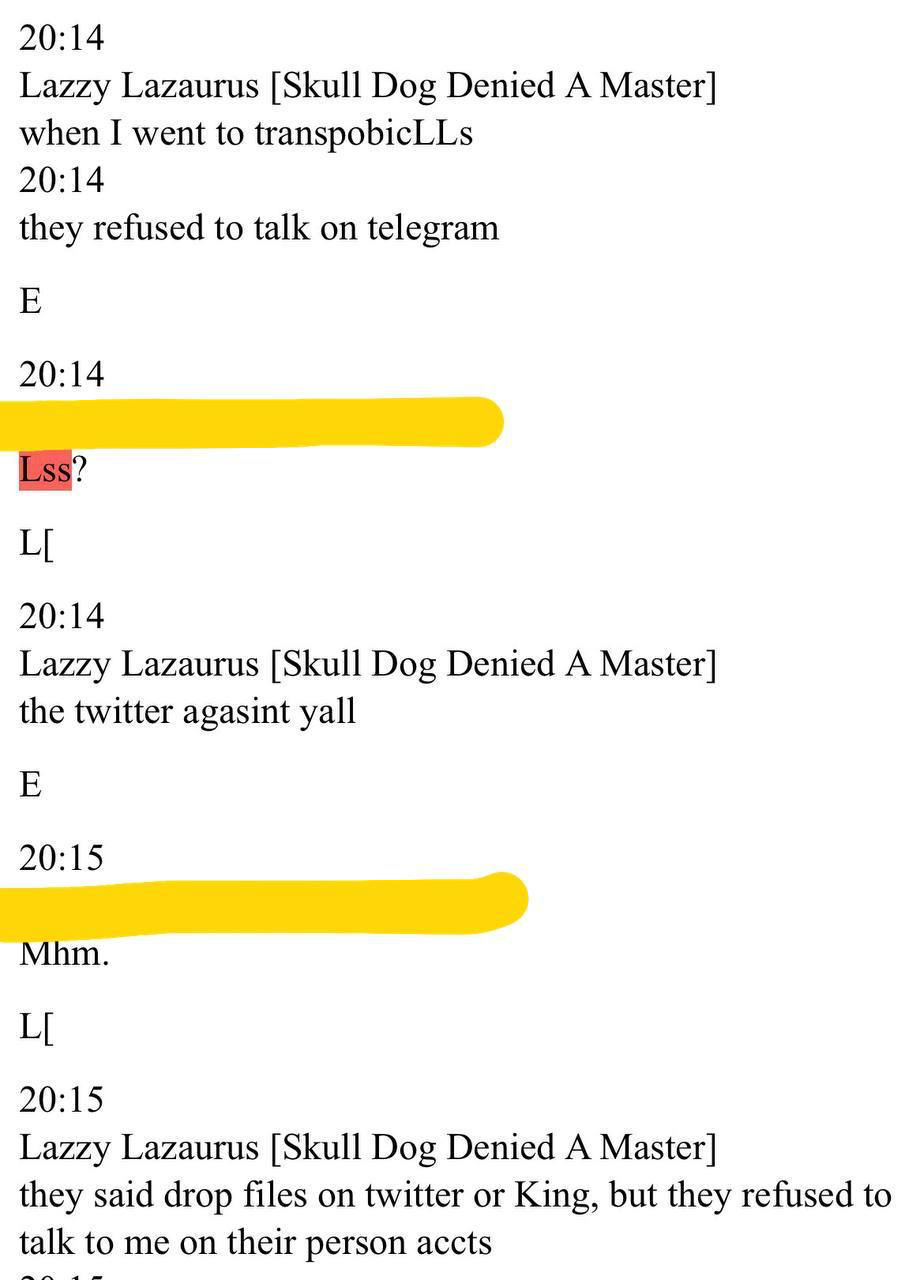 20:14
Lazzy Lazaurus [Skull Dog Denied A Master]
when I went to transpobicLLs
20:14
they refused to talk on telegram
E
20:14
Lss?
L[
20:14
Lazzy Lazaurus [Skull Dog Denied A Master]
the twitter agasint yall
E
20:15
Mhm.
L[
20:15
Lazzy Lazaurus [Skull Dog Denied A Master]
they said drop files on twitter or King, but they refused to
talk to me on their person accts
20:15